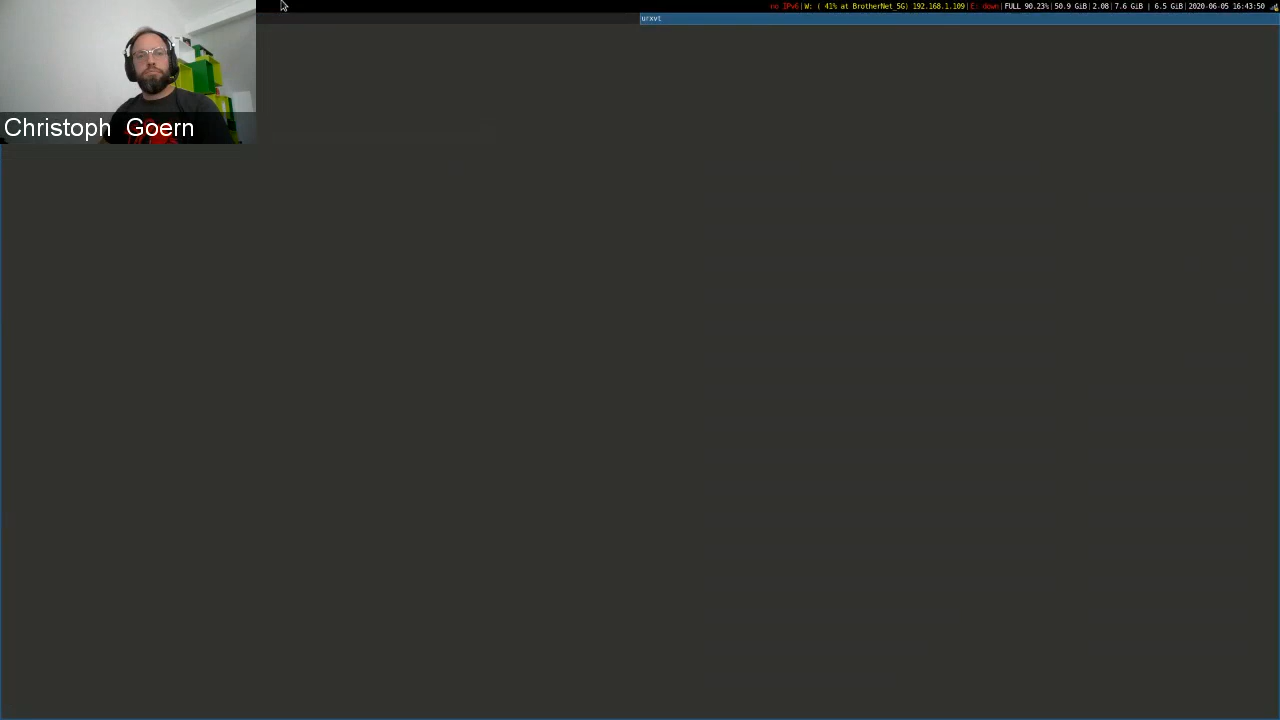 no IPv6|W: ( 41% at BrotherNet_5G) 192.168.1.109|E: down|FULL 90.23%|50.9 GiB|2.08|7.6 GiB | 6.5 GiB|2020-06-05 16:43:50
urxvt
Christoph Goern